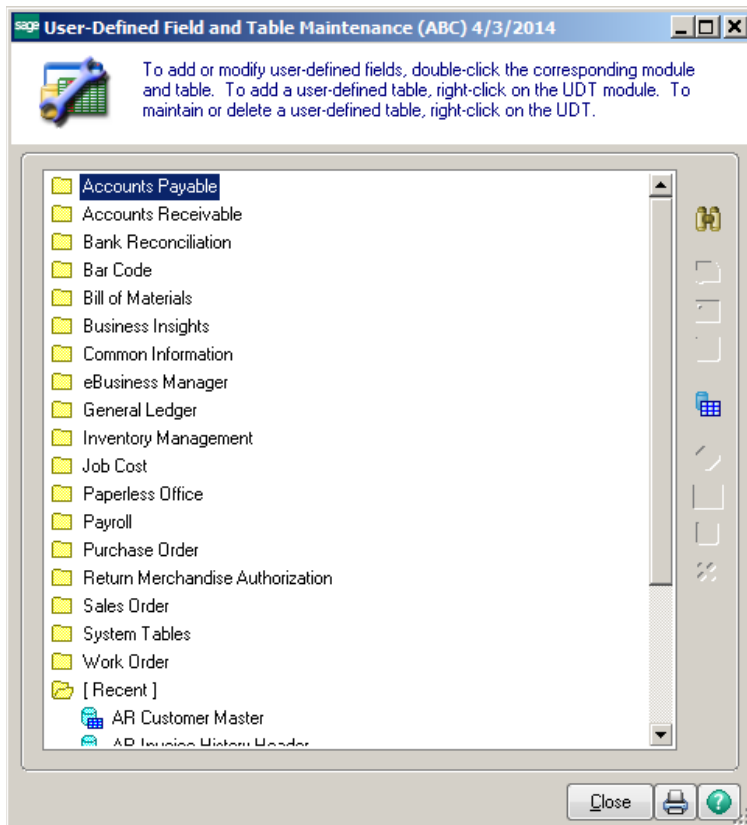 sage User-Defined Field and Table Maintenance (ABC) 4/3/2014
To add or modify user-defined fields, double-click the corresponding module
and table. To add a user-defined table, right-click on the UDT module. To
maintain or delete a user-defined table, right-click on the UDT.
Accounts Payable
Accounts Receivable
Bank Reconciliation
Bar Code
Bill of Materials
Business Insights
Common Information
eBusiness Manager
General Ledger
Inventory Management
Job Cost
Paperless Office
Payroll
Purchase Order
Return Merchandise Authorization
Sales Order
System Tables
Work Order
[ Recent ]
AR Customer Master
AR Invoice History Header
Close